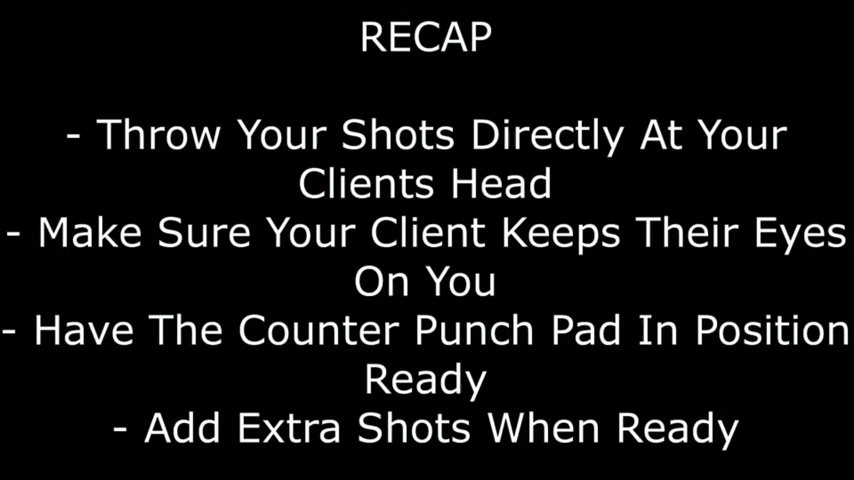 RECAP
- Throw Your Shots Directly At Your
Clients Head
- Make Sure Your Client Keeps Their Eyes
On You
- Have The Counter Punch Pad In Position
Ready
- Add Extra Shots When Ready